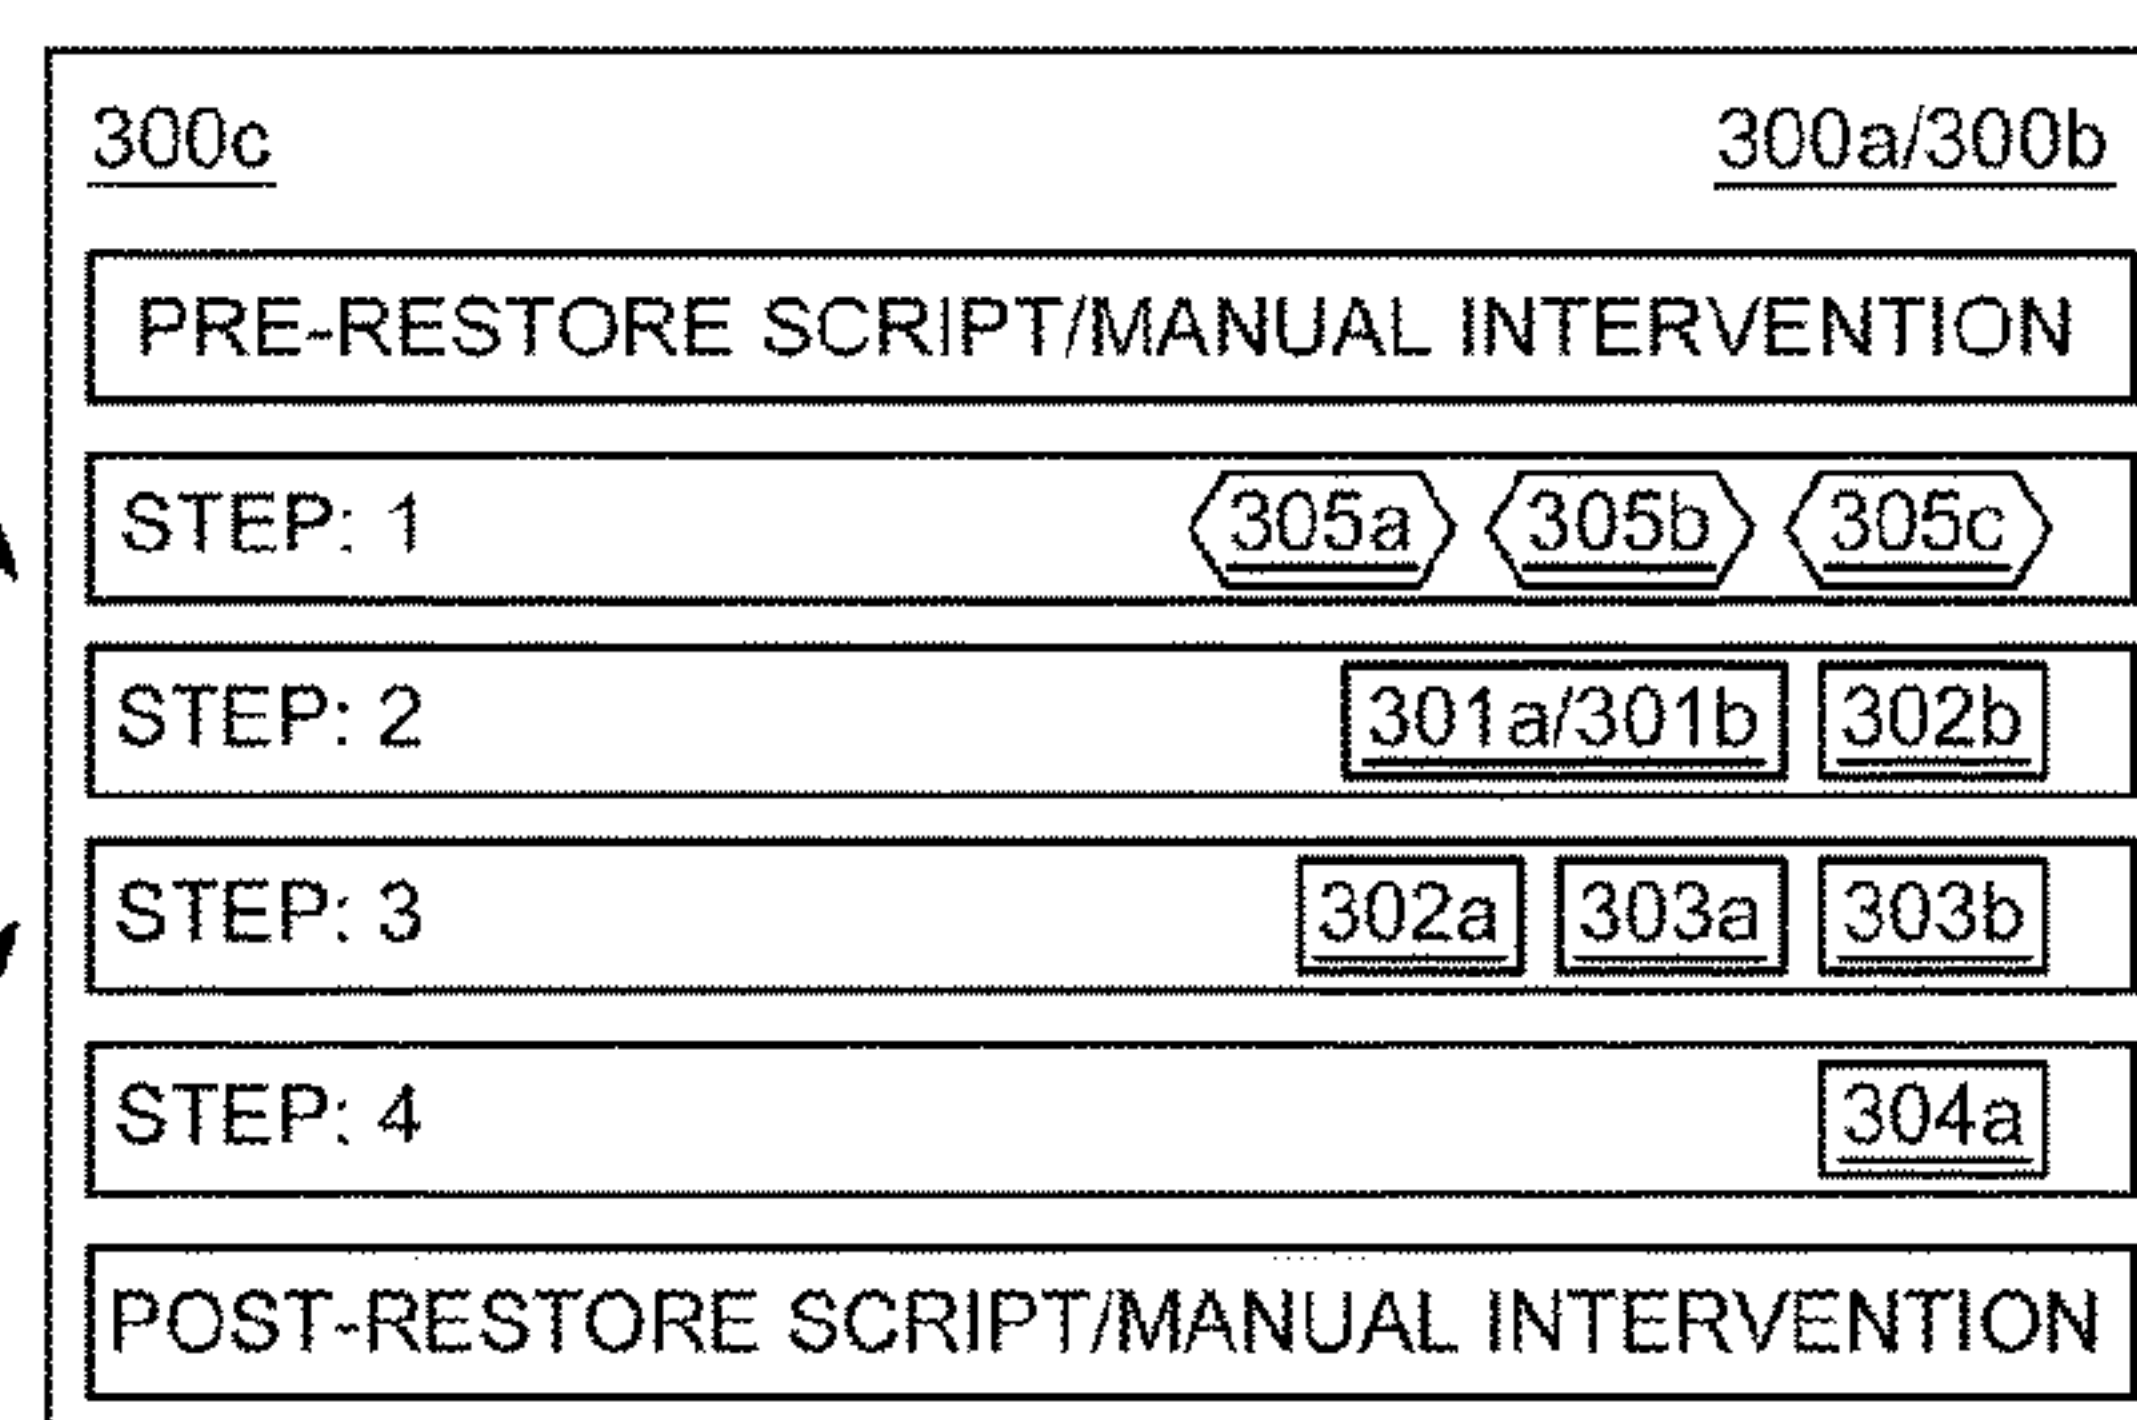 300c 300a/300b
PRE-RESTORE SCRIPT/MANUAL INTERVENTION
STEP: 1 305a 305b 305c
STEP: 2 301a/301b 302b
STEP: 3 302a 303a 303b
STEP: 4 304a
POST-RESTORE SCRIPT/MANUAL INTERVENTION